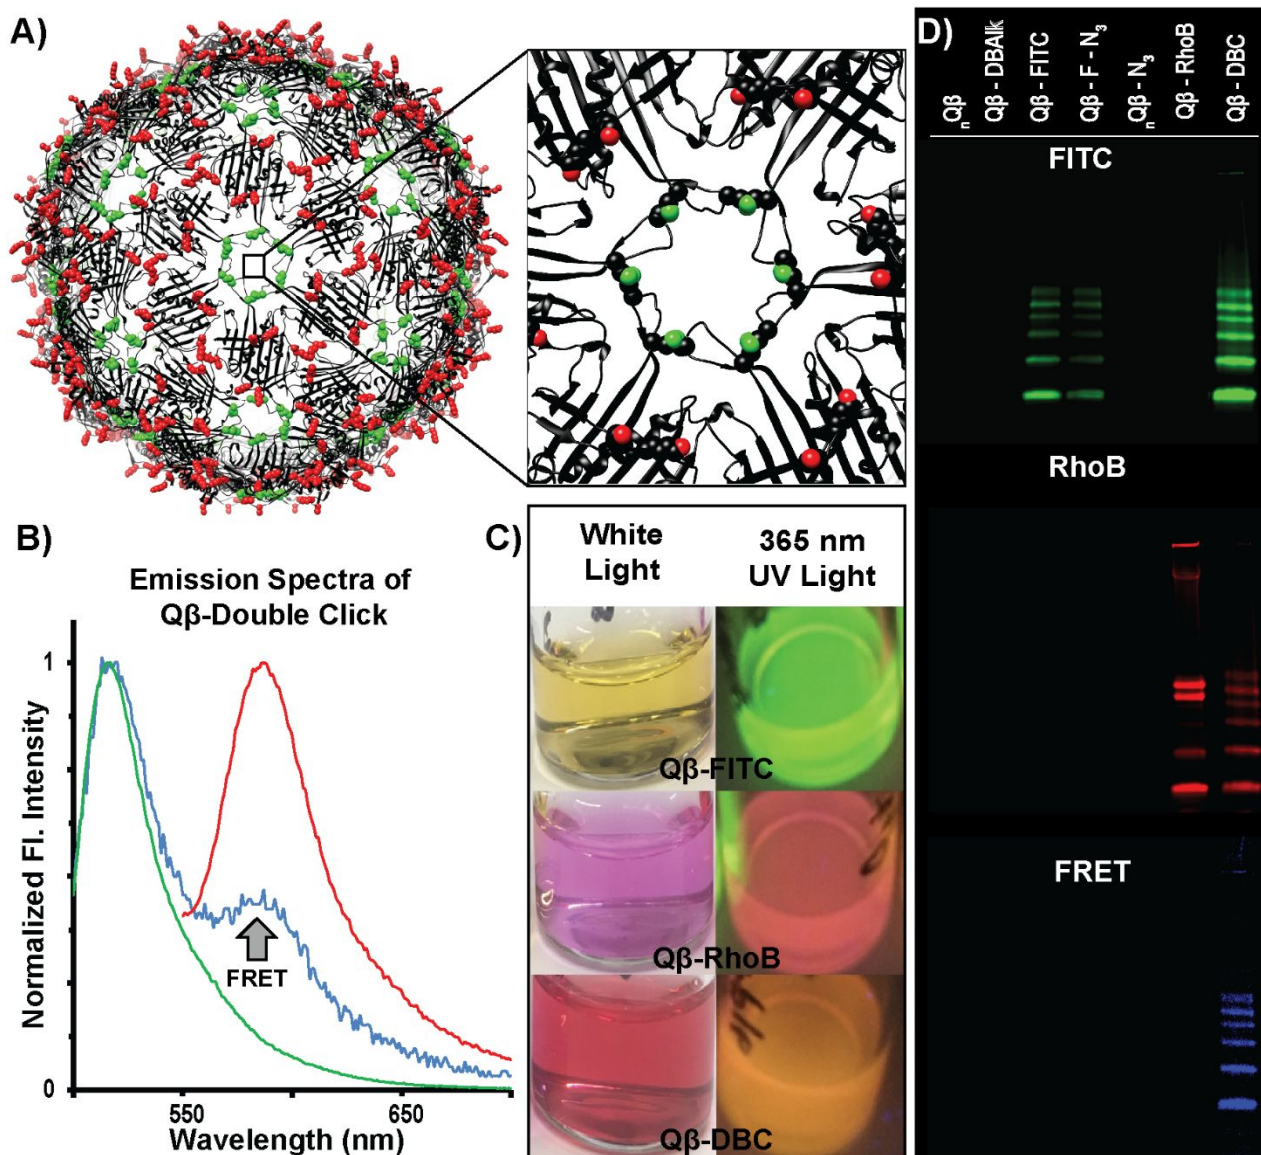 A)
B)
Emission Spectra of
Qβ-Double Click
Normalized Fl. Intensity
1
0
FRET
550
650
Wavelength (nm)
C)
White
Light
365 nm
UV Light
Qβ-FITC
Qβ-RhoB
Qβ-DBC
D)
Qβn
Qβ - DBAlk
Qβ - FITC
Qβ - F - N3
Qβn - N3
Qβ - RhoB
Qβ - DBC
FITC
RhoB
FRET